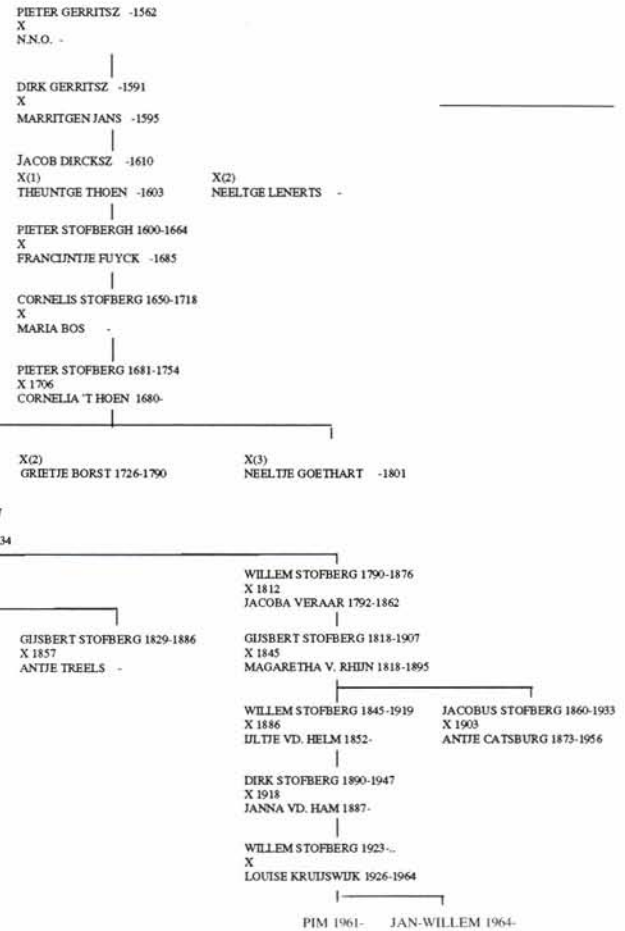 PIETER GERRITSZ -1562
X
N.N.O. -
DIRK GERRITSZ -1591
X
MARRITGEN JANS -1595
JACOB DIRCKSZ -1610
X(1) X(2)
THEUNTGE THOEN -1603 NEELTGE LENERTS -
PIETER STOFBERGH 1600-1664
X
FRANCIJNTJE FUYCK -1685
CORNELIS STOFBERG 1650-1718
X
MARIA BOS -
PIETER STOFBERG 1681-1754
X 1706
CORNELIA 'T HOEN 1680-
X(2) X(3)
GRIETJE BORST 1726-1790 NEELTJE GOETHART -1801
34
WILLEM STOFBERG 1790-1876
X 1812
JACOBA VERAAR 1792-1862
GIJSBERT STOFBERG 1829-1886 GIJSBERT STOFBERG 1818-1907
X 1857 X 1845
ANTJE TREELS - MAGARETHA V. RHIJN 1818-1895
WILLEM STOFBERG 1845-1919 JACOBUS STOFBERG 1860-1933
X 1886 X 1903
IJLTJE VD. HELM 1852- ANTJE CATSBURG 1873-1956
DIRK STOFBERG 1890-1947
X 1918
JANNA VD. HAM 1887-
WILLEM STOFBERG 1923-..
X
LOUISE KRUIJSWIJK 1926-1964
PIM 1961- JAN-WILLEM 1964-